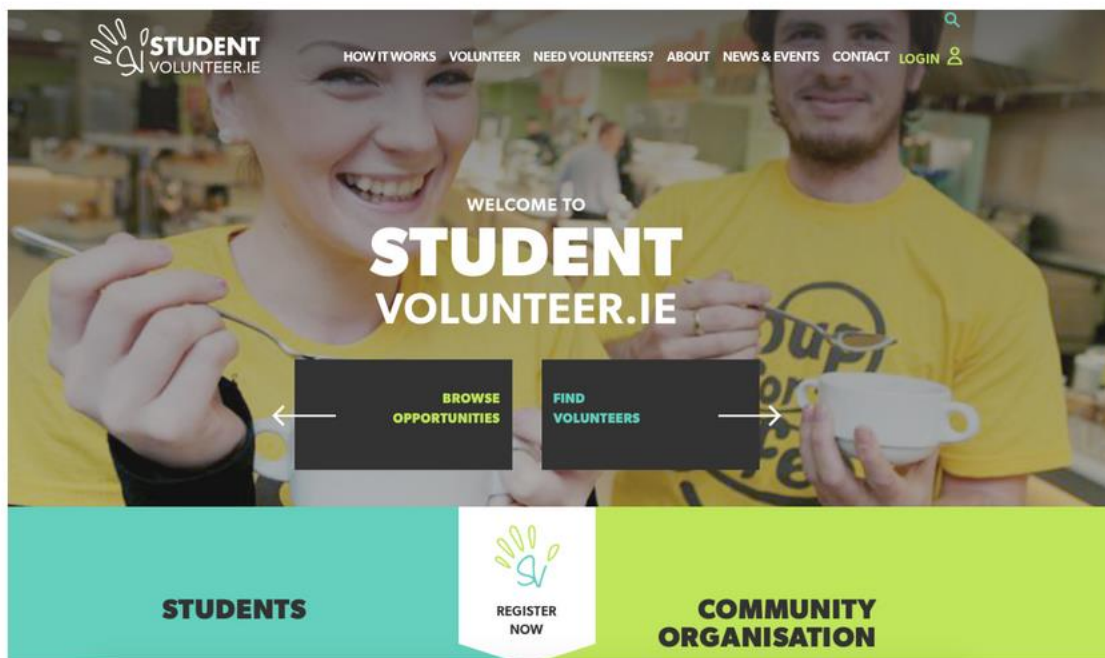 STUDENT
VOLUNTEER.IE
HOW IT WORKS VOLUNTEER NEED VOLUNTEERS? ABOUT NEWS & EVENTS CONTACT LOGIN
WELCOME TO
STUDENT
VOLUNTEER.IE
BROWSE
OPPORTUNITIES
FIND
VOLUNTEERS
STUDENTS
SV
REGISTER
NOW
COMMUNITY
ORGANISATION